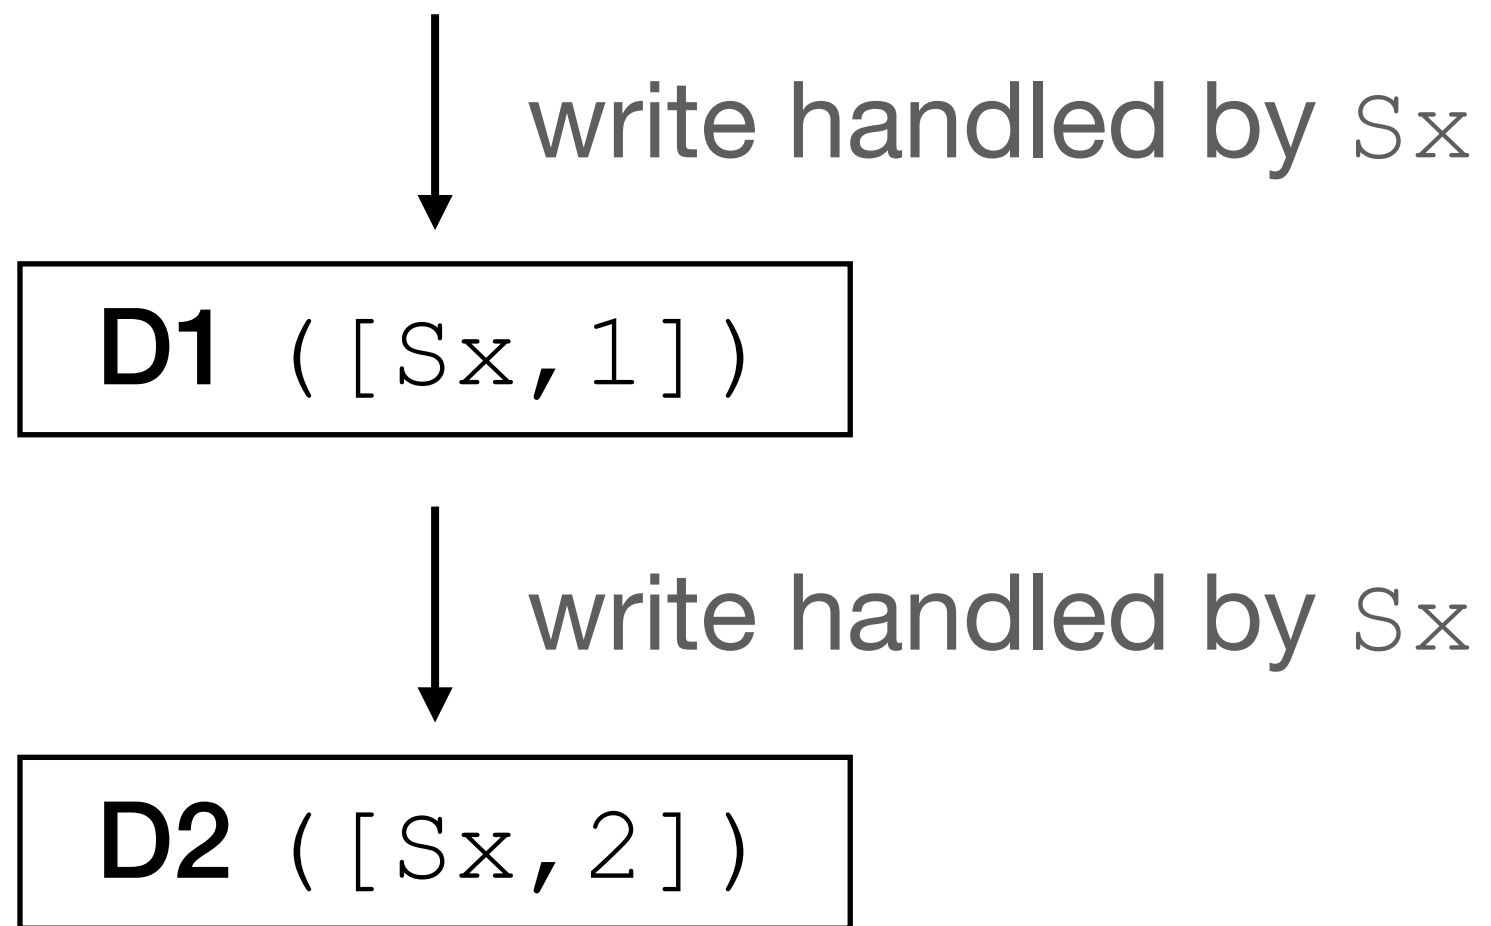 write handled by Sx
D1 ([Sx,1])
write handled by Sx
D2 ([Sx,2])